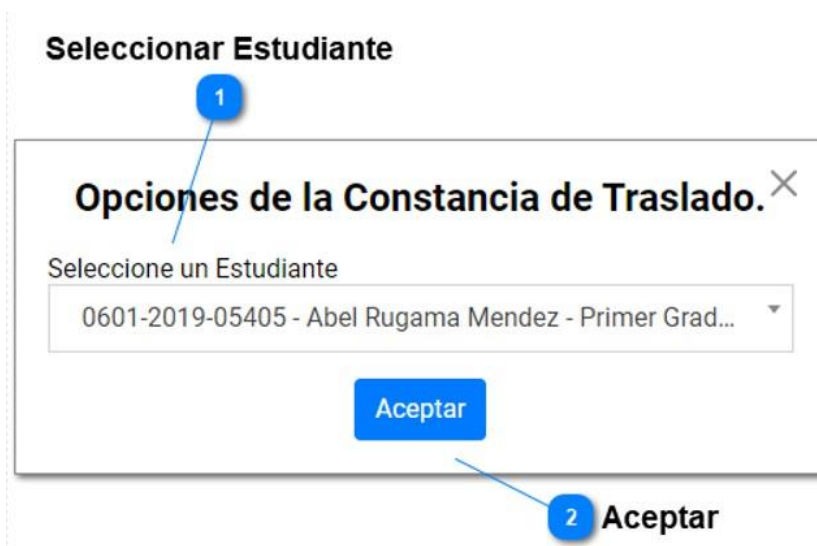 Seleccionar Estudiante
1
Opciones de la Constancia de Traslado.
Seleccione un Estudiante
0601-2019-05405 - Abel Rugama Mendez - Primer Grad...
Aceptar
2 Aceptar